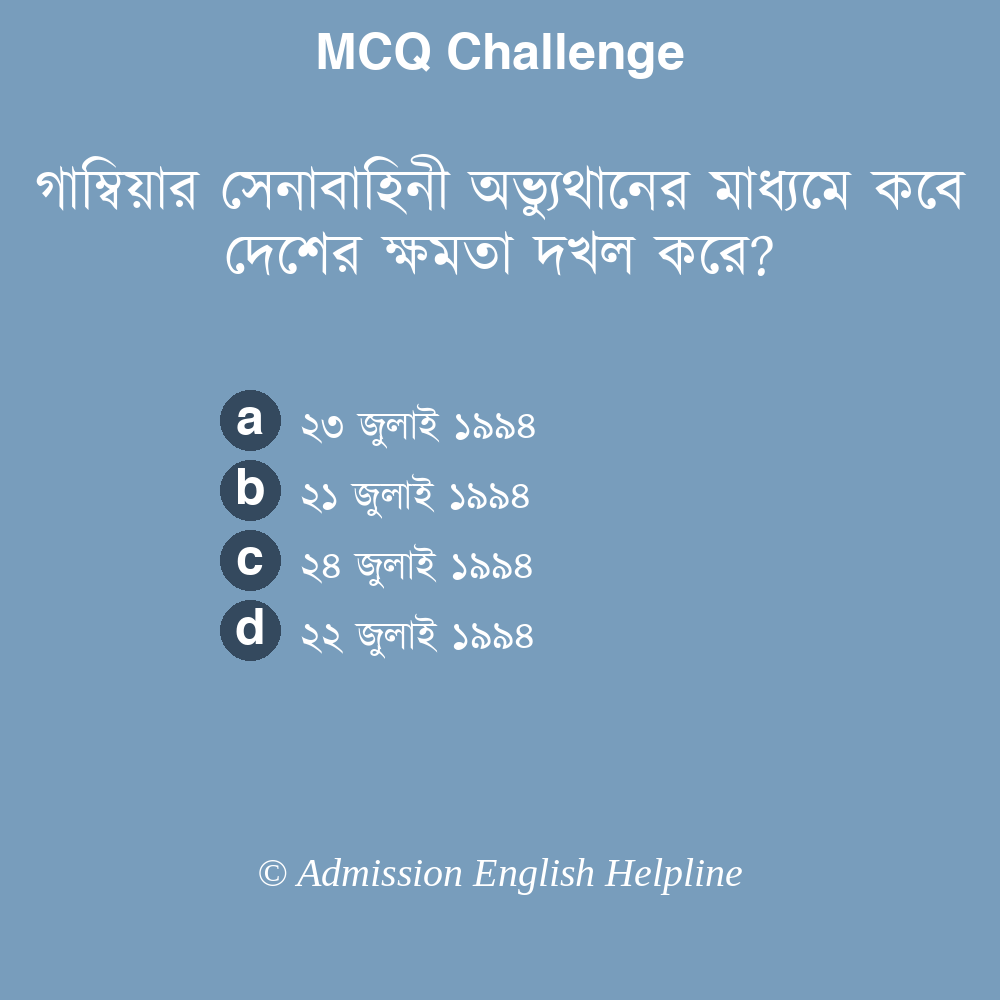 MCQ Challenge
গাম্বিয়ার সেনাবাহিনী অভ্যুথানের মাধ্যমে কবে
দেশের ক্ষমতা দখল করে?
a ২৩ জুলাই ১৯৯৪
b ২১ জুলাই ১৯৯৪
c ২৪ জুলাই ১৯৯৪
d ২২ জুলাই ১৯৯৪
© Admission English Helpline